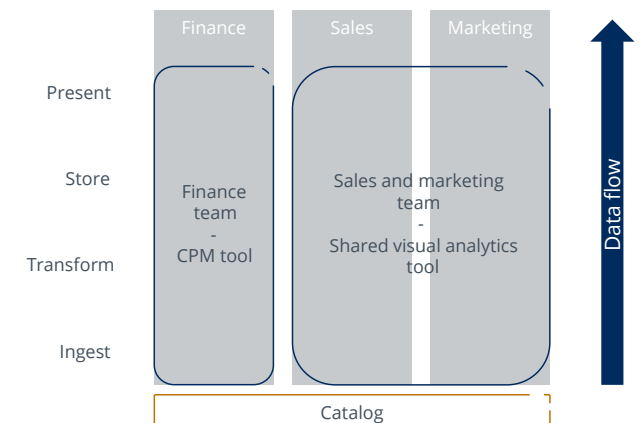 Finance
Sales
Marketing
Present
Store
Transform
Ingest
Finance
team
-
CPM tool
Sales and marketing
team
-
Shared visual analytics
tool
Data flow
Catalog